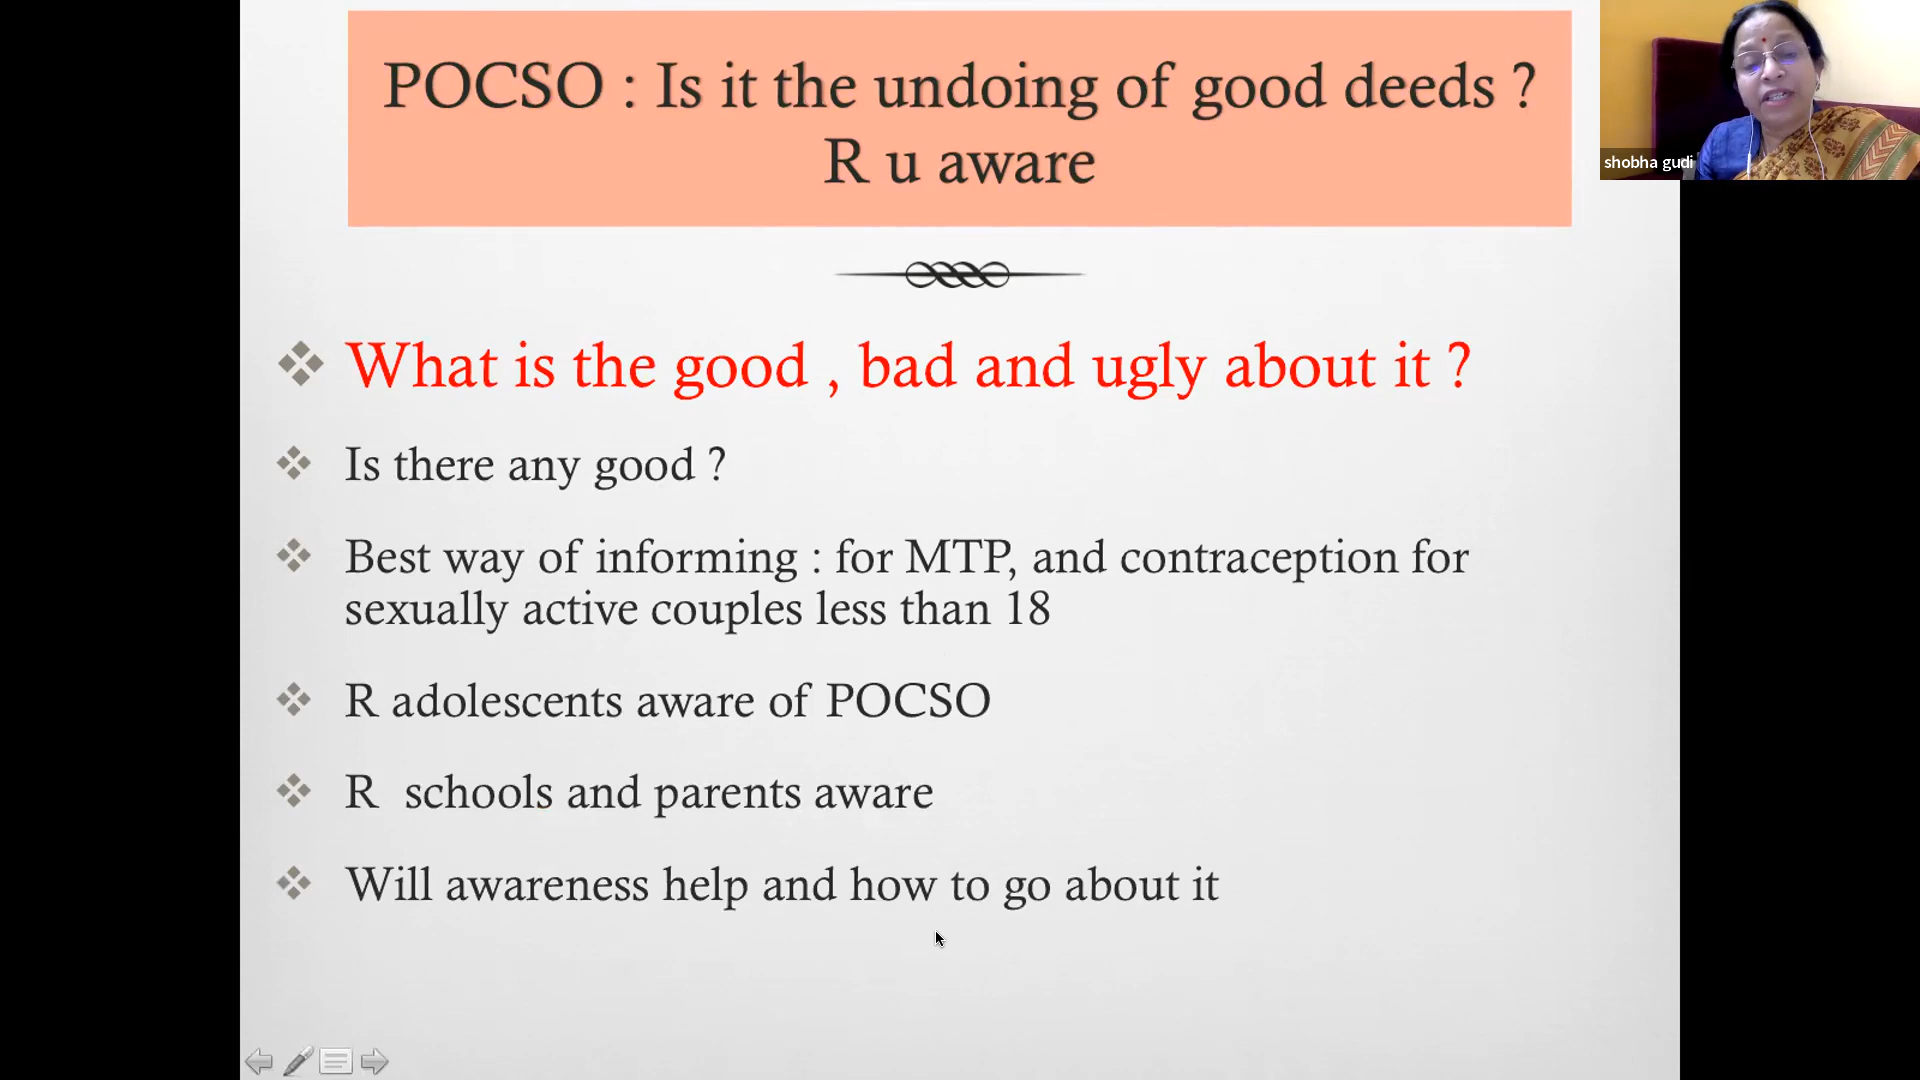 POCSO : Is it the undoing of good deeds ?
R u aware
shobha gudi
What is the good , bad and ugly about it ?
Is there any good ?
Best way of informing : for MTP, and contraception for
sexually active couples less than 18
R adolescents aware of POCSO
R schools and parents aware
Will awareness help and how to go about it